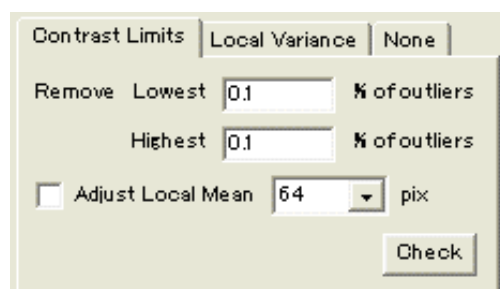 Contrast Limits Local Variance None
Remove Lowest 0.1 % of outliers
Highest 0.1 % of outliers
Adjust Local Mean 64 pix
Check